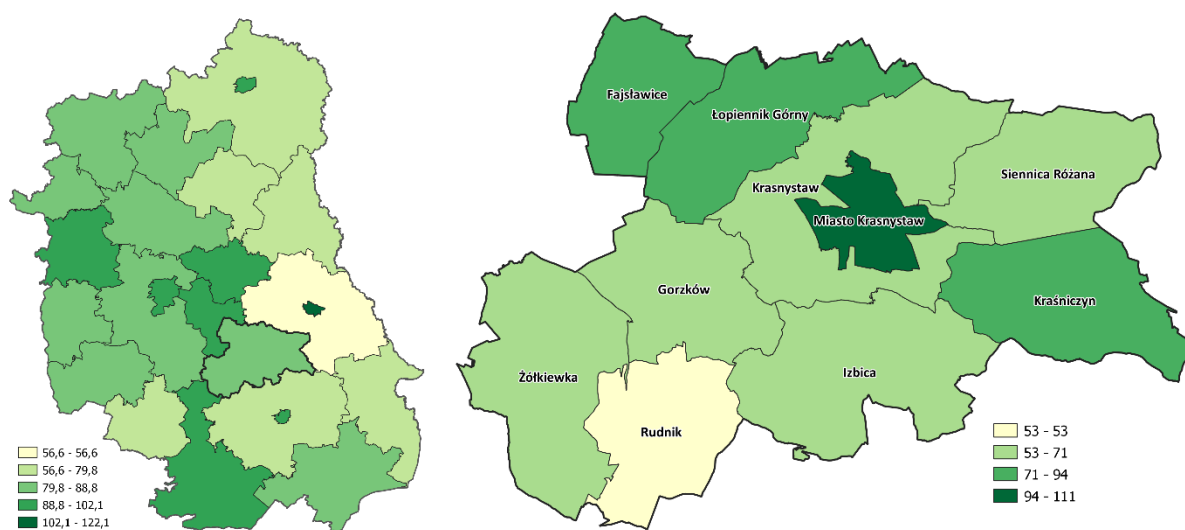 56,6 - 56,6
56,6 - 79,8
79,8 - 88,8
88,8 - 102,1
102,1 - 122,1
Fajsławice
Łopiennik Górny
Siennica Różana
Krasnystaw
Miasto Krasnystaw
Kraśniczyn
Gorzków
Izbica
Żółkiewka
Rudnik
53 - 53
53 - 71
71 - 94
94 - 111